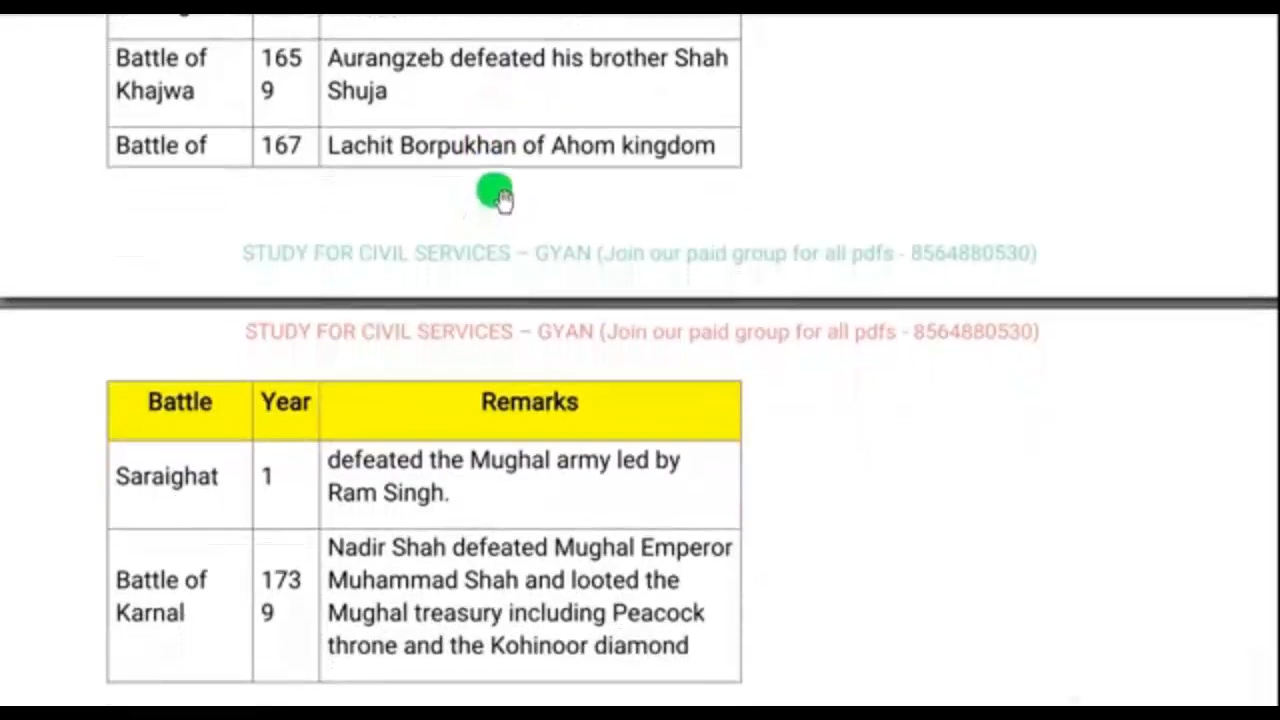 Battle of 165 Aurangzeb defeated his brother Shah
Khajwa 9 Shuja
Battle of 167 Lachit Borpukhan of Ahom kingdom
STUDY FOR CIVIL SERVICES – GYAN (Join our paid group for all pdfs - 8564880530)
STUDY FOR CIVIL SERVICES – GYAN (Join our paid group for all pdfs - 8564880530)
Battle Year Remarks
Saraighat 1 defeated the Mughal army led by
Ram Singh.
Nadir Shah defeated Mughal Emperor
Battle of 173 Muhammad Shah and looted the
Karnal 9 Mughal treasury including Peacock
throne and the Kohinoor diamond